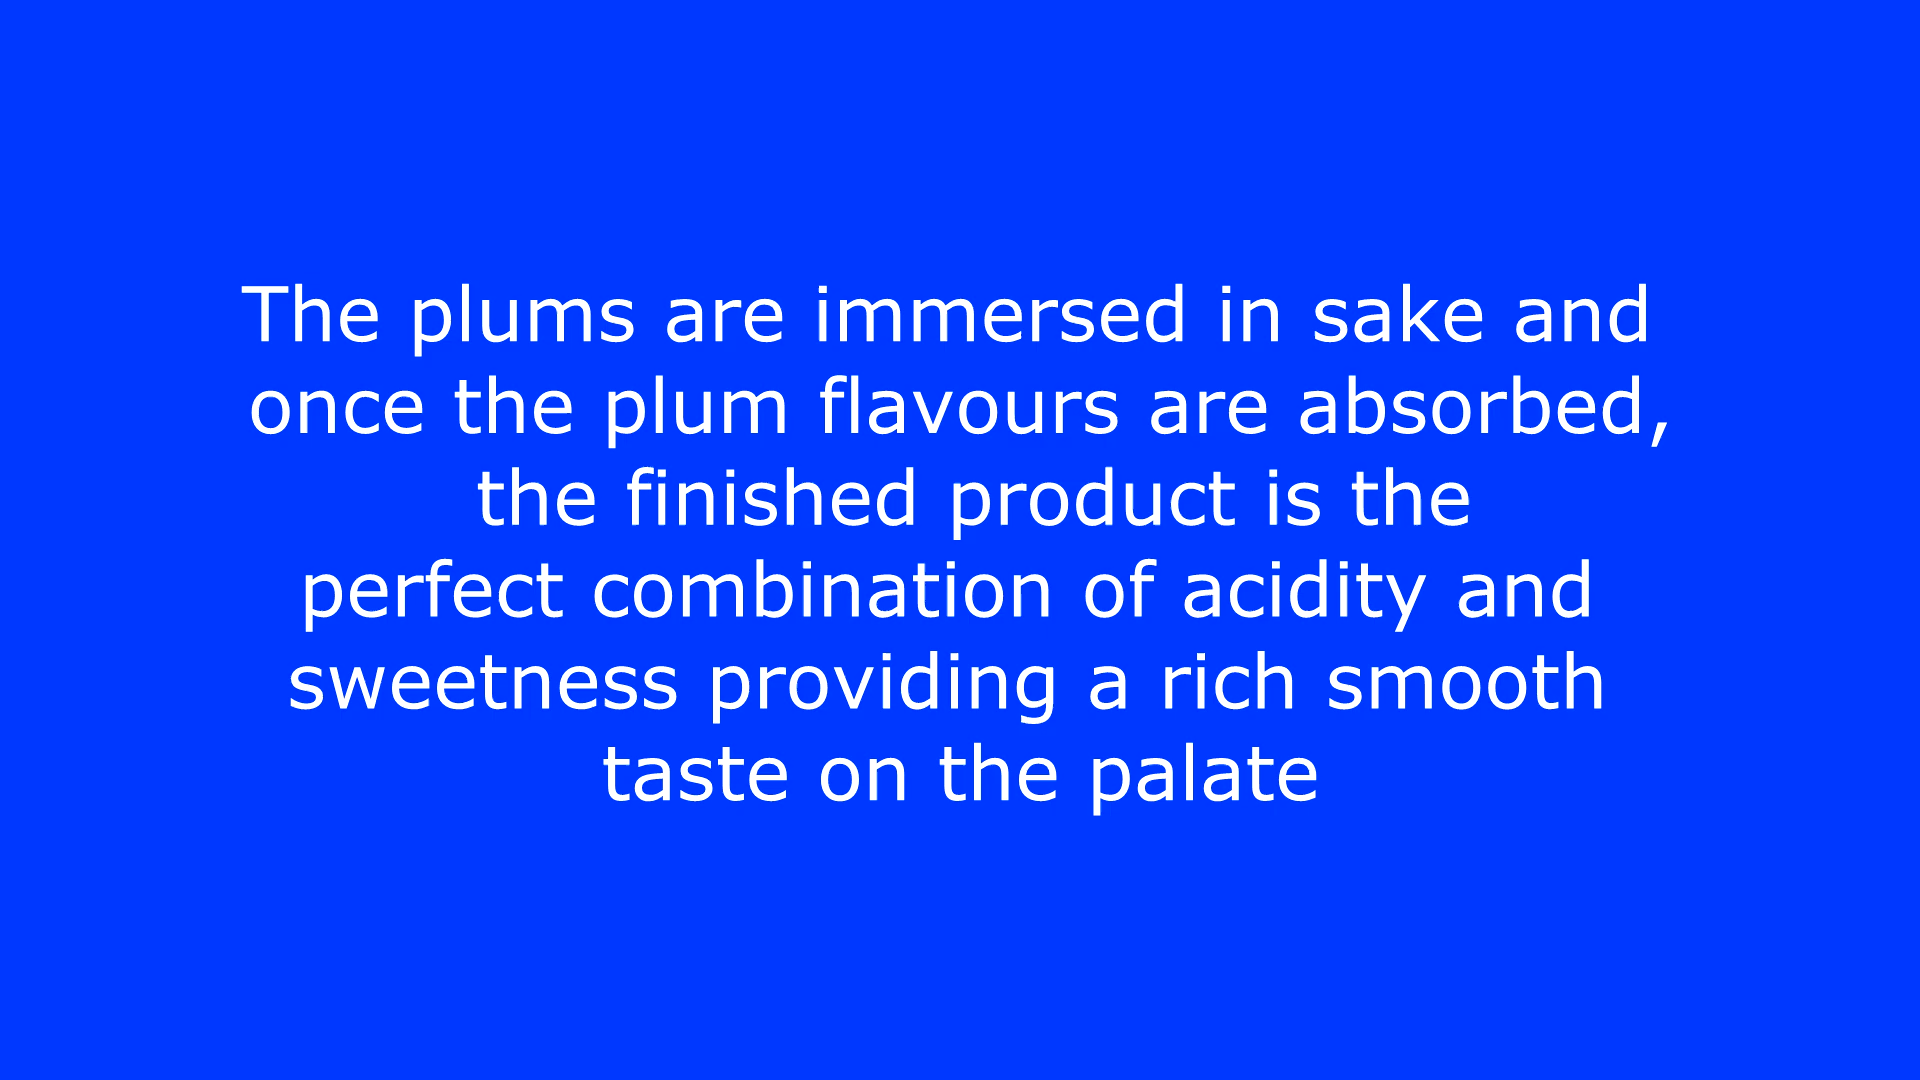 The plums are immersed in sake and
once the plum flavours are absorbed,
the finished product is the
perfect combination of acidity and
sweetness providing a rich smooth
taste on the palate